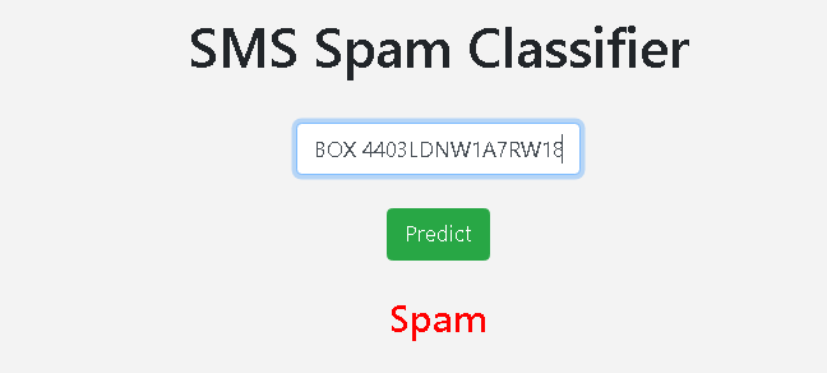 SMS Spam Classifier
BOX 4403LDNW1A7RW18
Predict
Spam